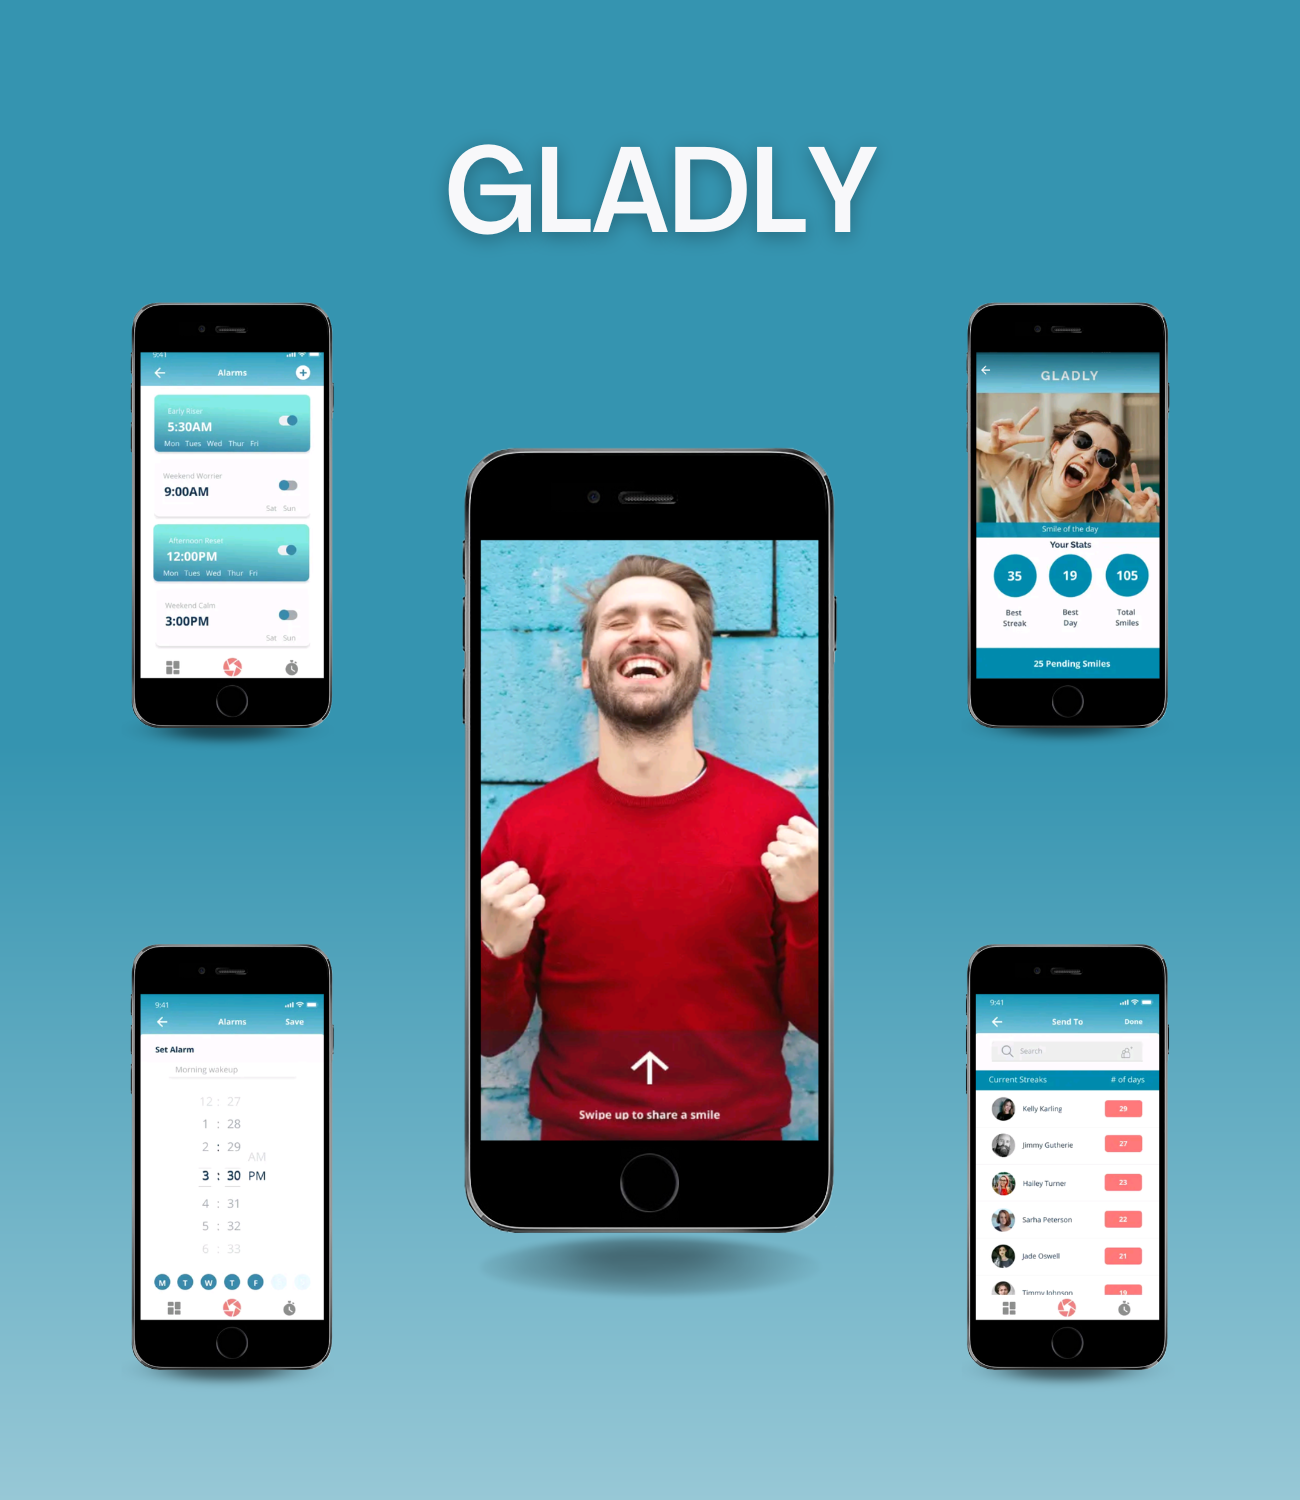 GLADLY
9:41
Alarms
Early Riser
5:30AM
Mon Tues Wed Thur Fri
Weekend Worrier
9:00AM
Sat Sun
Afternoon Reset
12:00PM
Mon Tues Wed Thur Fri
Weekend Calm
3:00PM
Sat Sun
GLADLY
Smile of the day
Your Stats
35 19 105
Best Best Total
Streak Day Smiles
25 Pending Smiles
Swipe up to share a smile
9:41
Alarms Save
Set Alarm
Morning wakeup
12 : 27
1 : 28
2 : 29
AM
3 : 30 PM
4 : 31
5 : 32
6 : 33
M T W T F
9:41
Send To Done
Search
Current Streaks # of days
Kelly Karling 29
Jimmy Gutherie 27
Hailey Turner 23
Sarha Peterson 22
Jade Oswell 21
Timmy Johnson 19